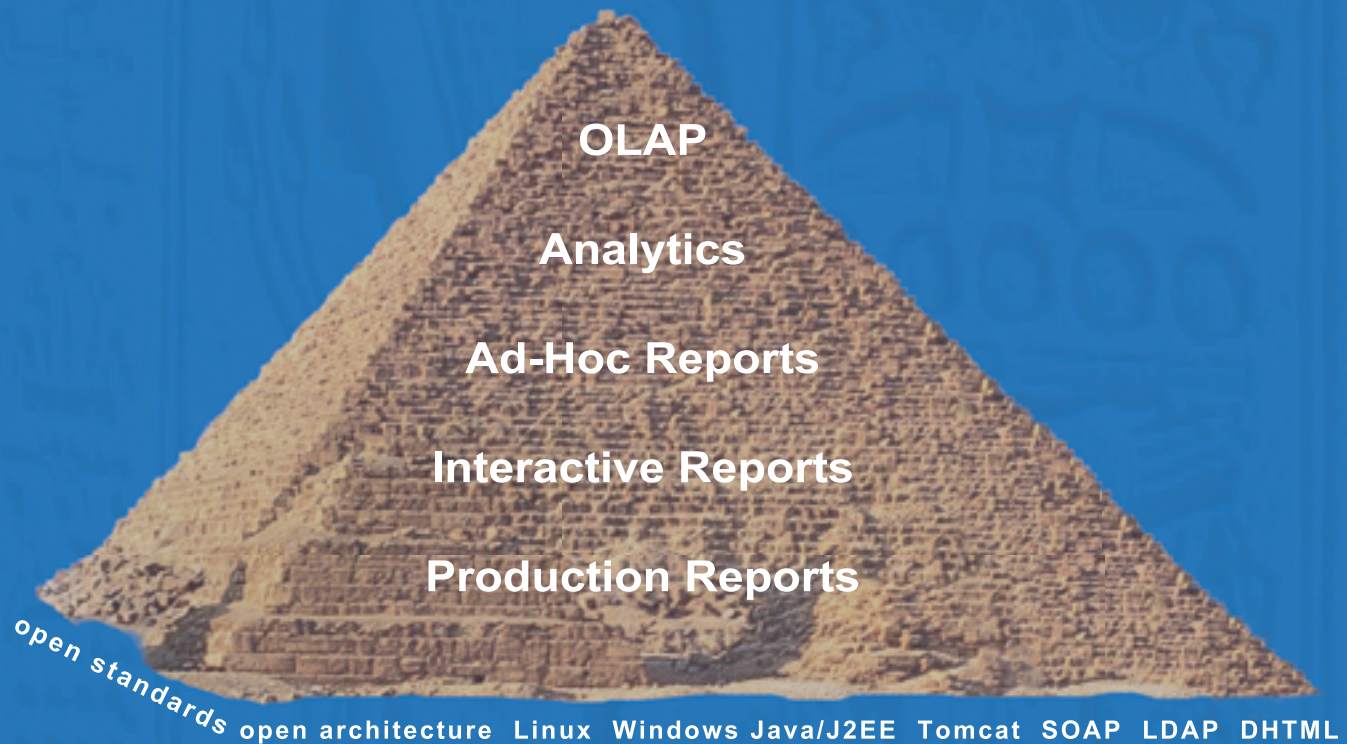 OLAP
Analytics
Ad-Hoc Reports
Interactive Reports
Production Reports
open standards open architecture Linux Windows Java/J2EE Tomcat SOAP LDAP DHTML